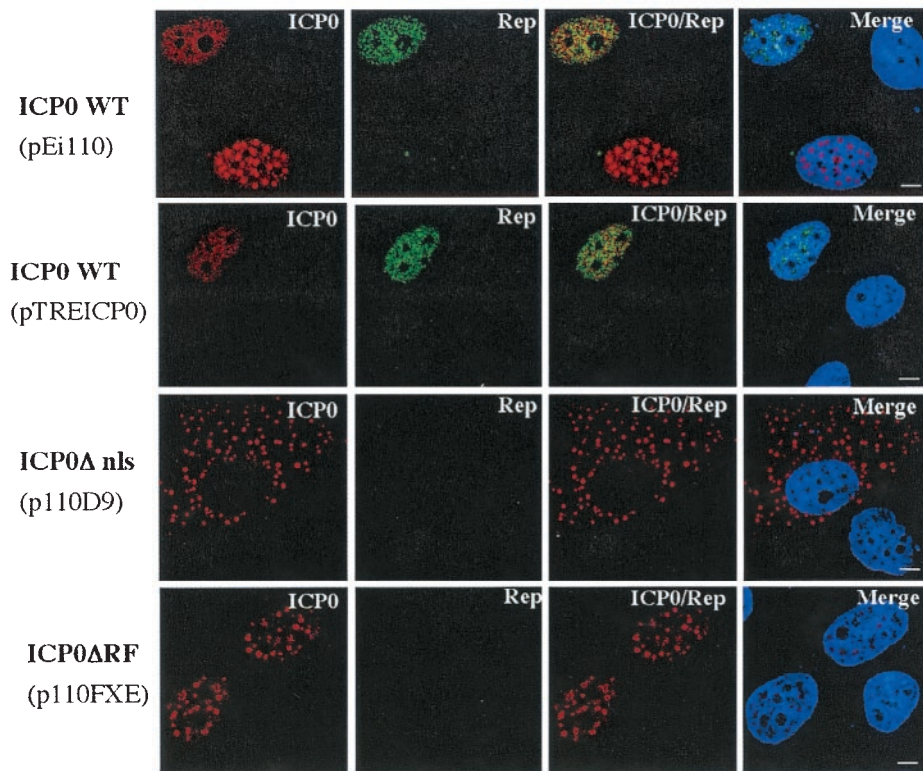 ICP0 Rep ICP0/Rep Merge
ICP0 WT
(pEi110)
ICP0 Rep ICP0/Rep Merge
ICP0 WT
(pTREICP0)
ICP0 Rep ICP0/Rep Merge
ICP0Δ nls
(p110D9)
ICP0 Rep ICP0/Rep Merge
ICP0ΔRF
(p110FXE)